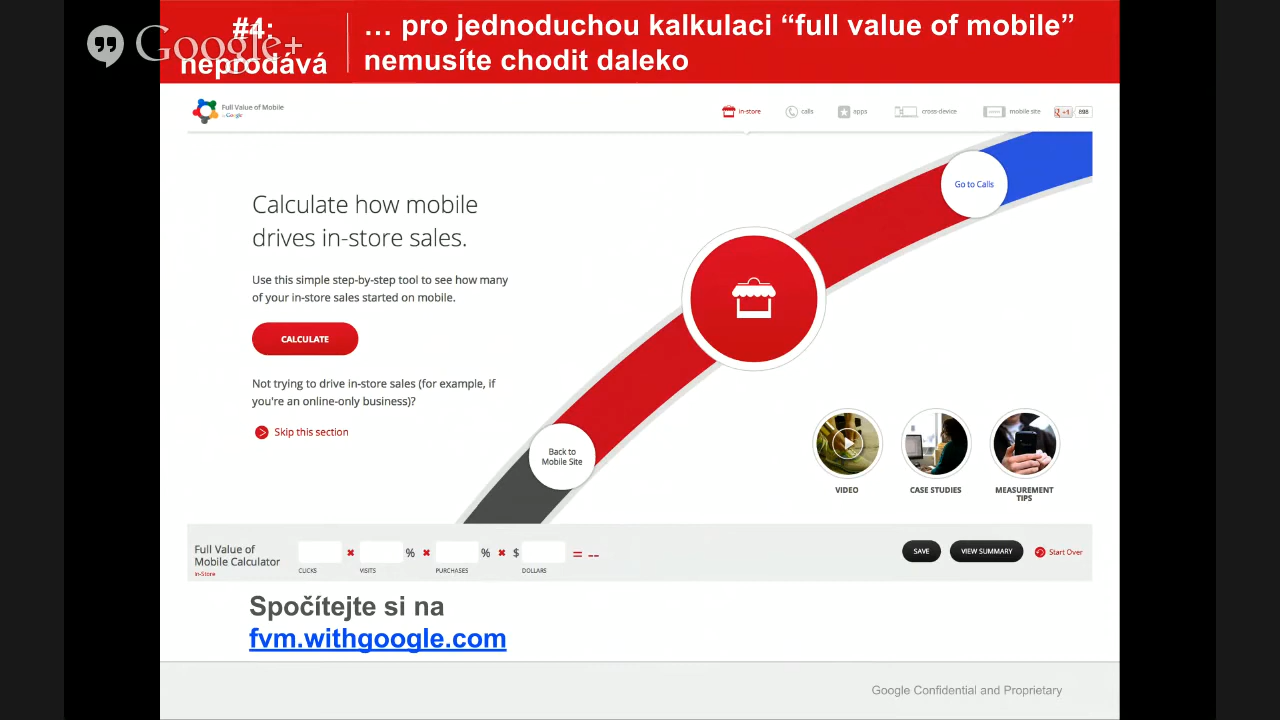 #4:
neprodává
Google+
… pro jednoduchou kalkulaci “full value of mobile”
nemusíte chodit daleko
Full Value of Mobile
in-store
calls
apps
cross-device
mobile site
+1
898
Go to Calls
Calculate how mobile
drives in-store sales.
Use this simple step-by-step tool to see how many
of your in-store sales started on mobile.
CALCULATE
Not trying to drive in-store sales (for example, if
you're an online-only business)?
Skip this section
Back to
Mobile Site
VIDEO
CASE STUDIES
MEASUREMENT
TIPS
Full Value of
Mobile Calculator
In-Store
% % $ = --
CLICKS
VISITS
PURCHASES
DOLLARS
SAVE
VIEW SUMMARY
Start Over
Spočítejte si na
fvm.withgoogle.com
Google Confidential and Proprietary